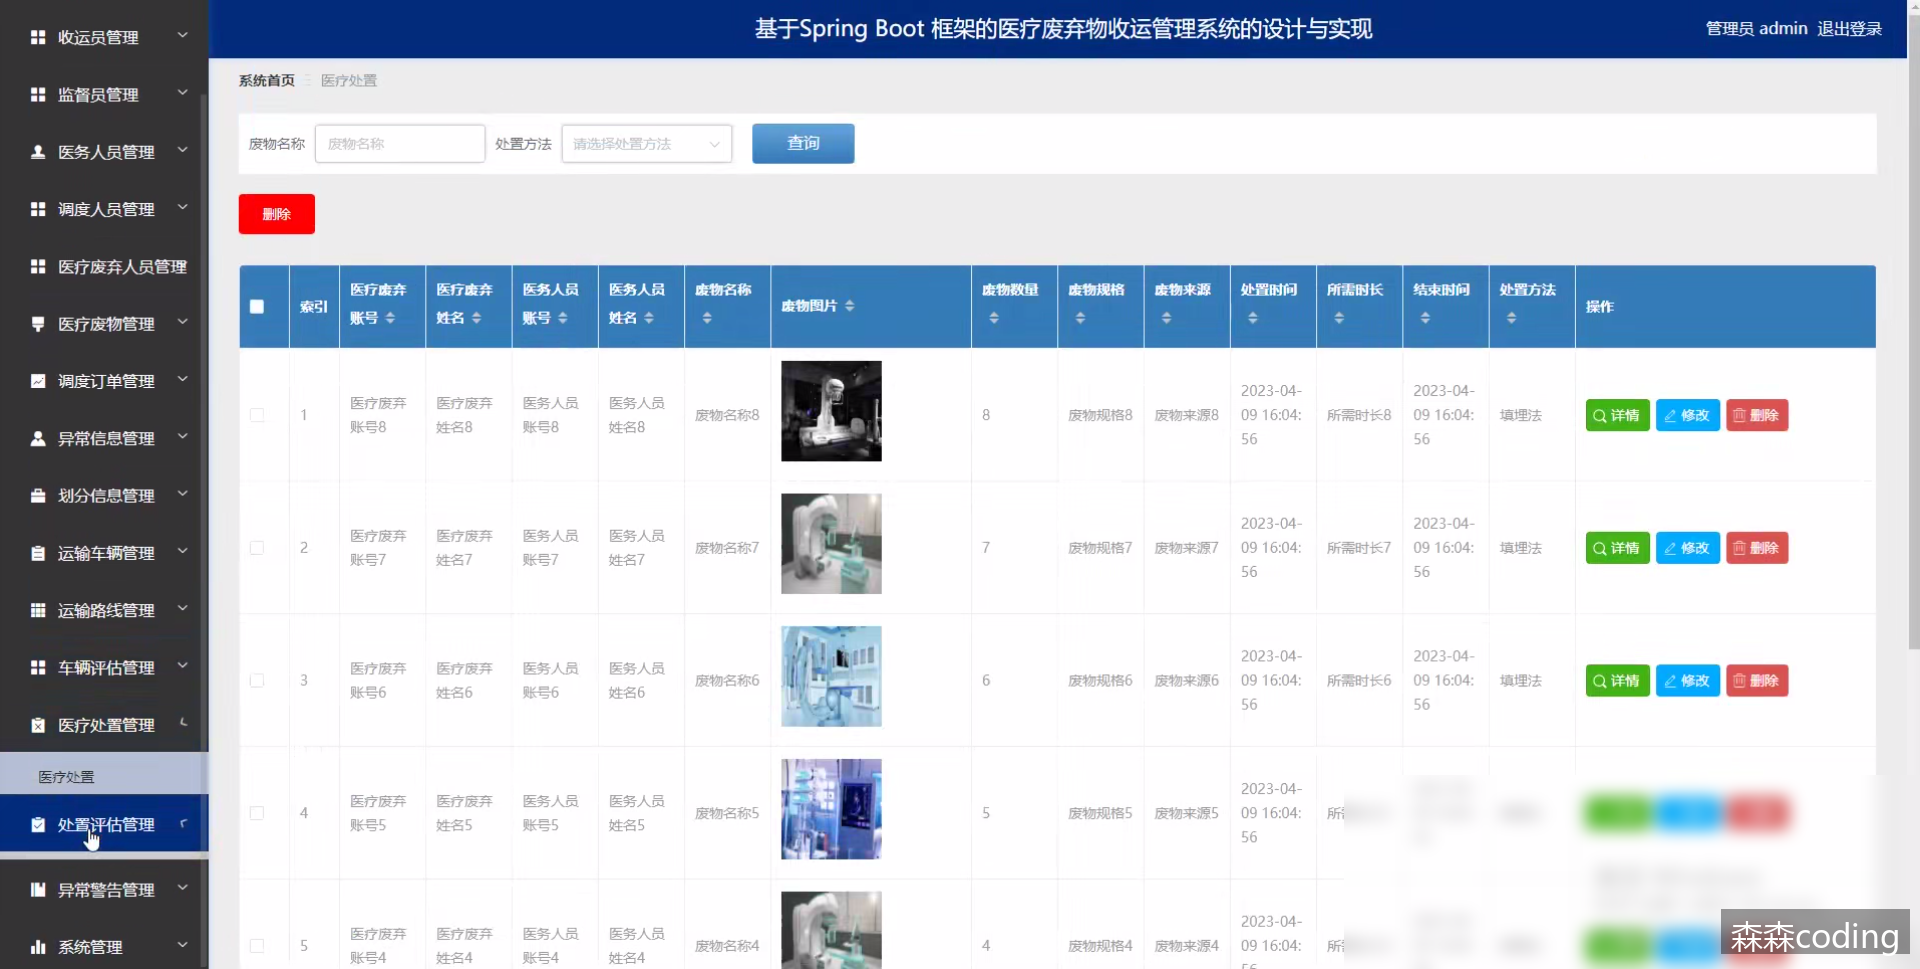 基于Spring Boot 框架的医疗废弃物收运管理系统的设计与实现
管理员 admin 退出登录
收运员管理
监督员管理
医务人员管理
调度人员管理
医疗废弃人员管理
医疗废物管理
调度订单管理
异常信息管理
划分信息管理
运输车辆管理
运输路线管理
车辆评估管理
医疗处置管理
医疗处置
处置评估管理
异常警告管理
系统管理
系统首页 医疗处置
废物名称 废物名称 处置方法 请选择处置方法 查询
删除
索引 医疗废弃账号 医疗废弃姓名 医务人员账号 医务人员姓名 废物名称 废物图片 废物数量 废物规格 废物来源 处置时间 所需时长 结束时间 处置方法 操作
1 医疗废弃账号8 医疗废弃姓名8 医务人员账号8 医务人员姓名8 废物名称8 8 废物规格8 废物来源8 2023-04-09 16:04:56 所需时长8 2023-04-09 16:04:56 填埋法 详情 修改 删除
2 医疗废弃账号7 医疗废弃姓名7 医务人员账号7 医务人员姓名7 废物名称7 7 废物规格7 废物来源7 2023-04-09 16:04:56 所需时长7 2023-04-09 16:04:56 填埋法 详情 修改 删除
3 医疗废弃账号6 医疗废弃姓名6 医务人员账号6 医务人员姓名6 废物名称6 6 废物规格6 废物来源6 2023-04-09 16:04:56 所需时长6 2023-04-09 16:04:56 填埋法 详情 修改 删除
4 医疗废弃账号5 医疗废弃姓名5 医务人员账号5 医务人员姓名5 废物名称5 5 废物规格5 废物来源5 2023-04-09 16:04:56
5 医疗废弃账号4 医疗废弃姓名4 医务人员账号4 医务人员姓名4 废物名称4 4 废物规格4 废物来源4 2023-04-09 16:04:
森森coding